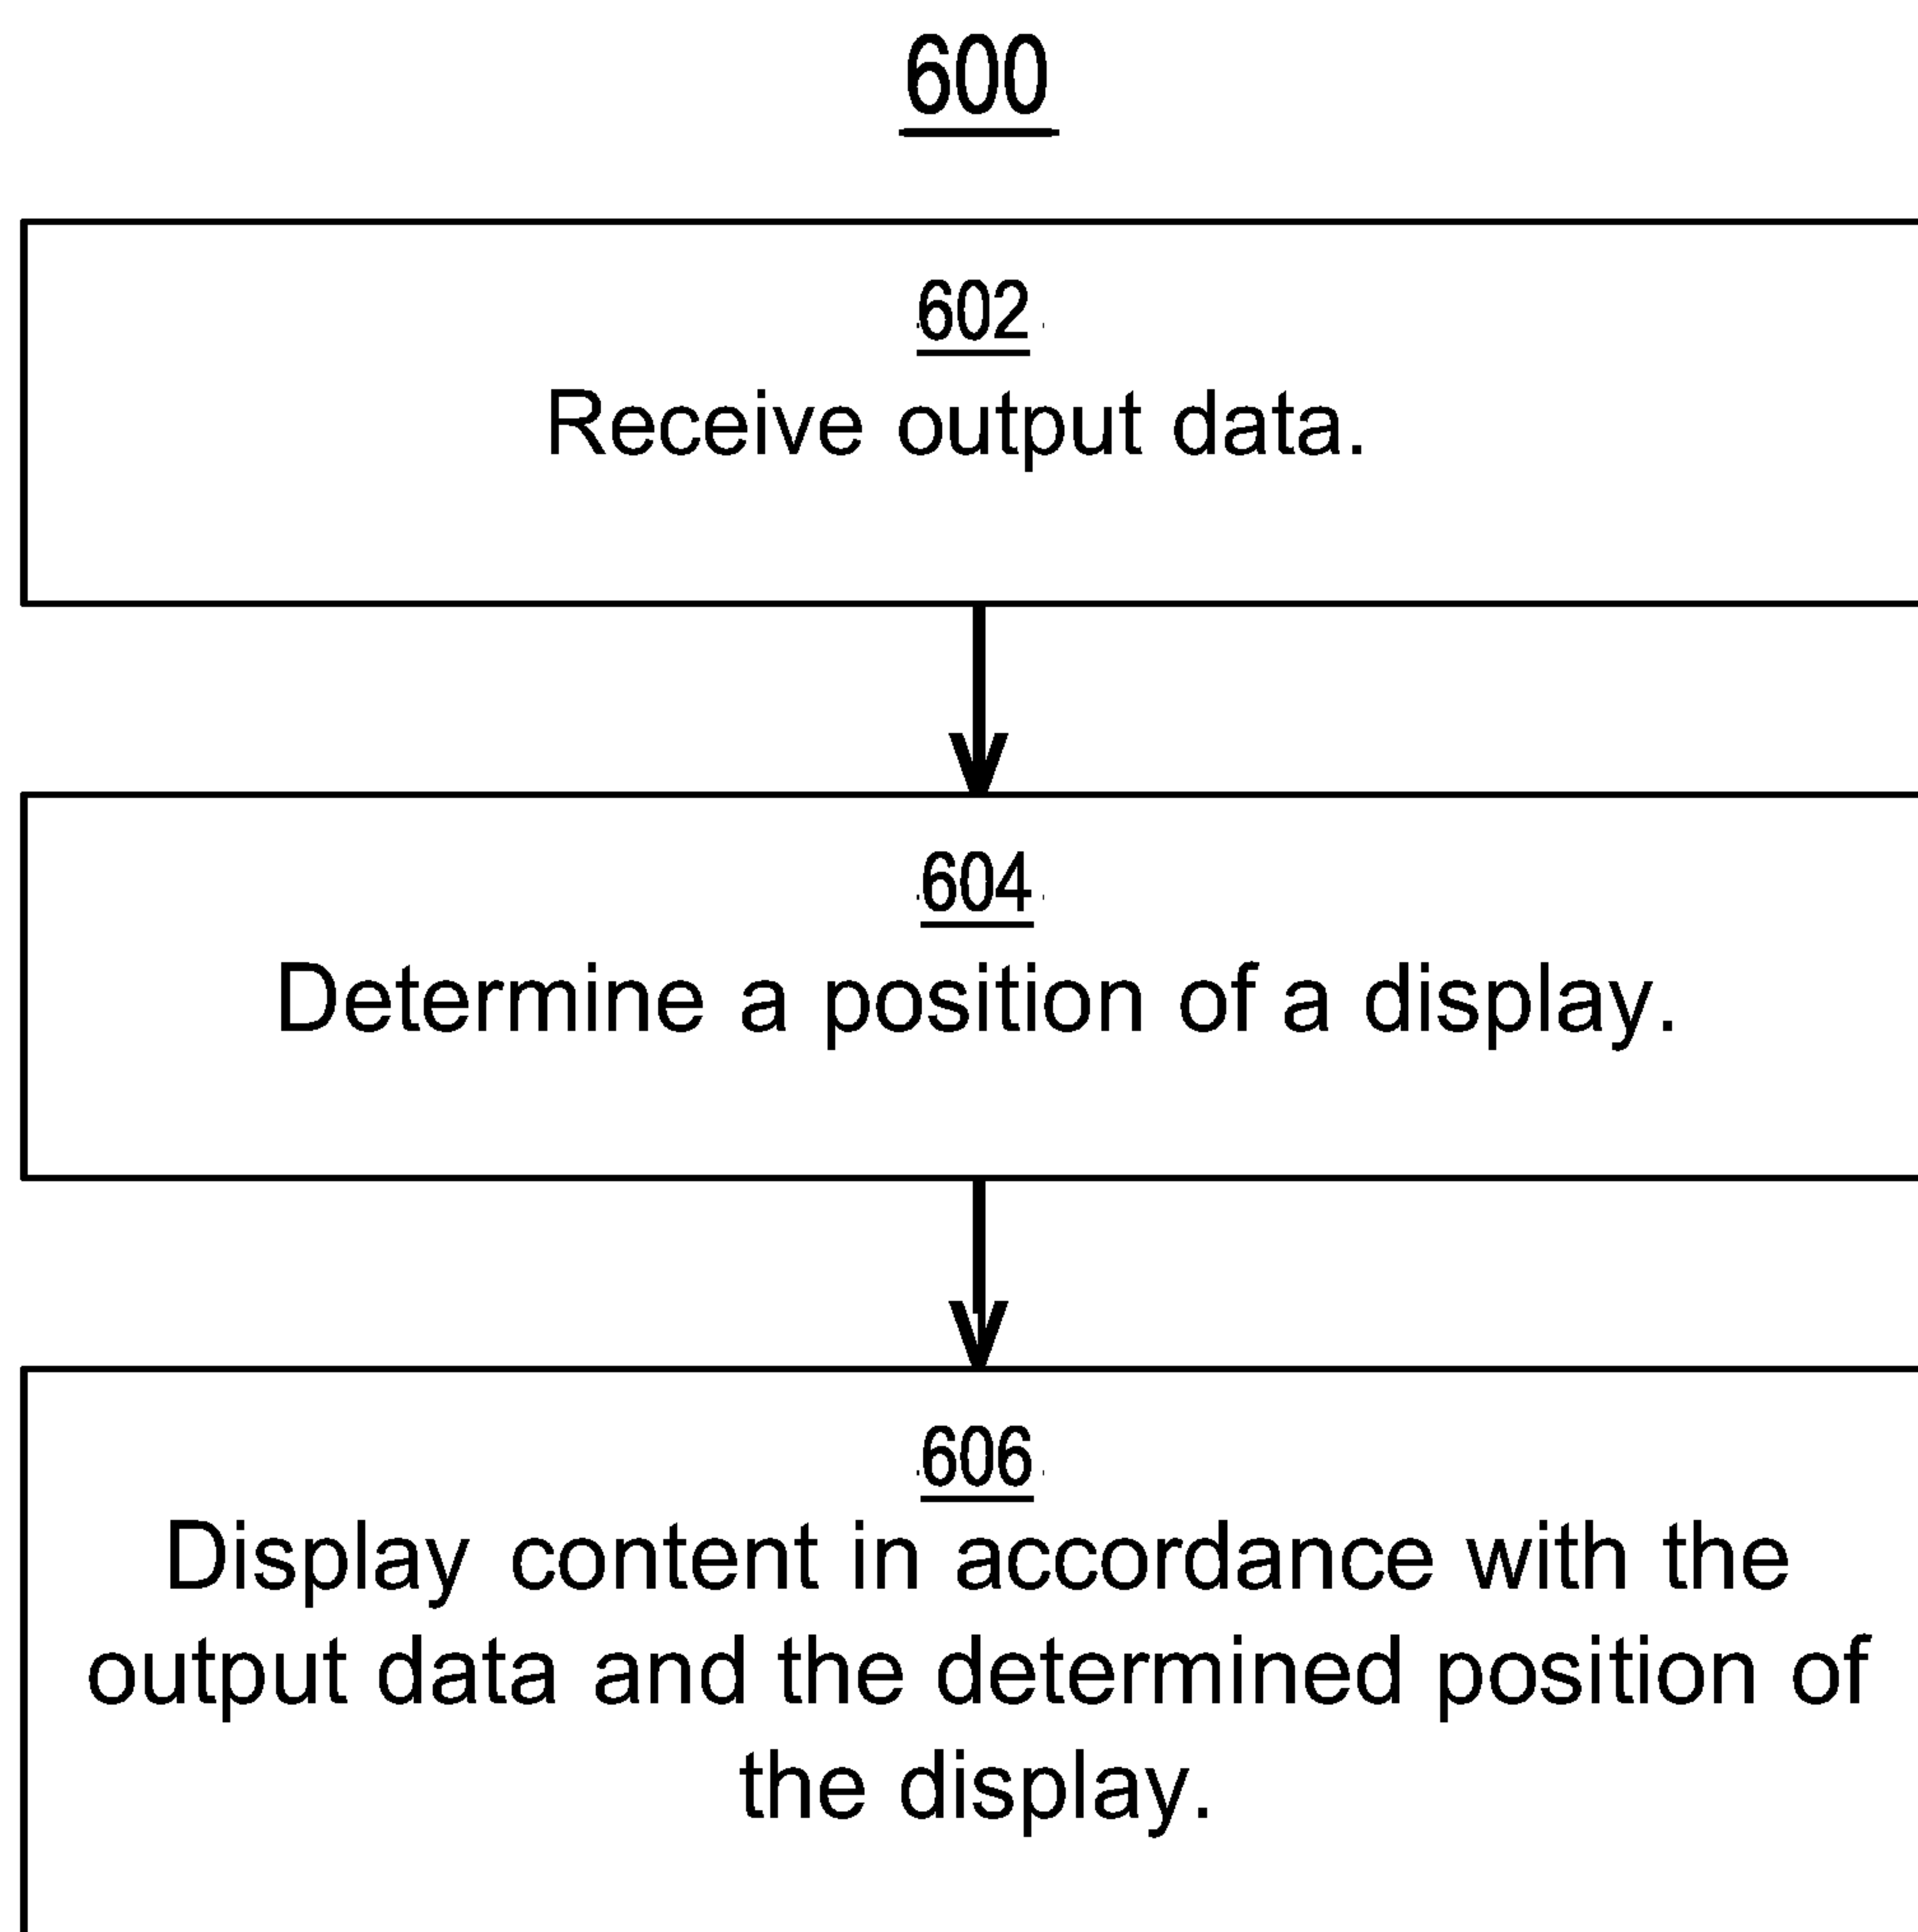 600
602
Receive output data.
604
Determine a position of a display.
606
Display content in accordance with the
output data and the determined position of
the display.